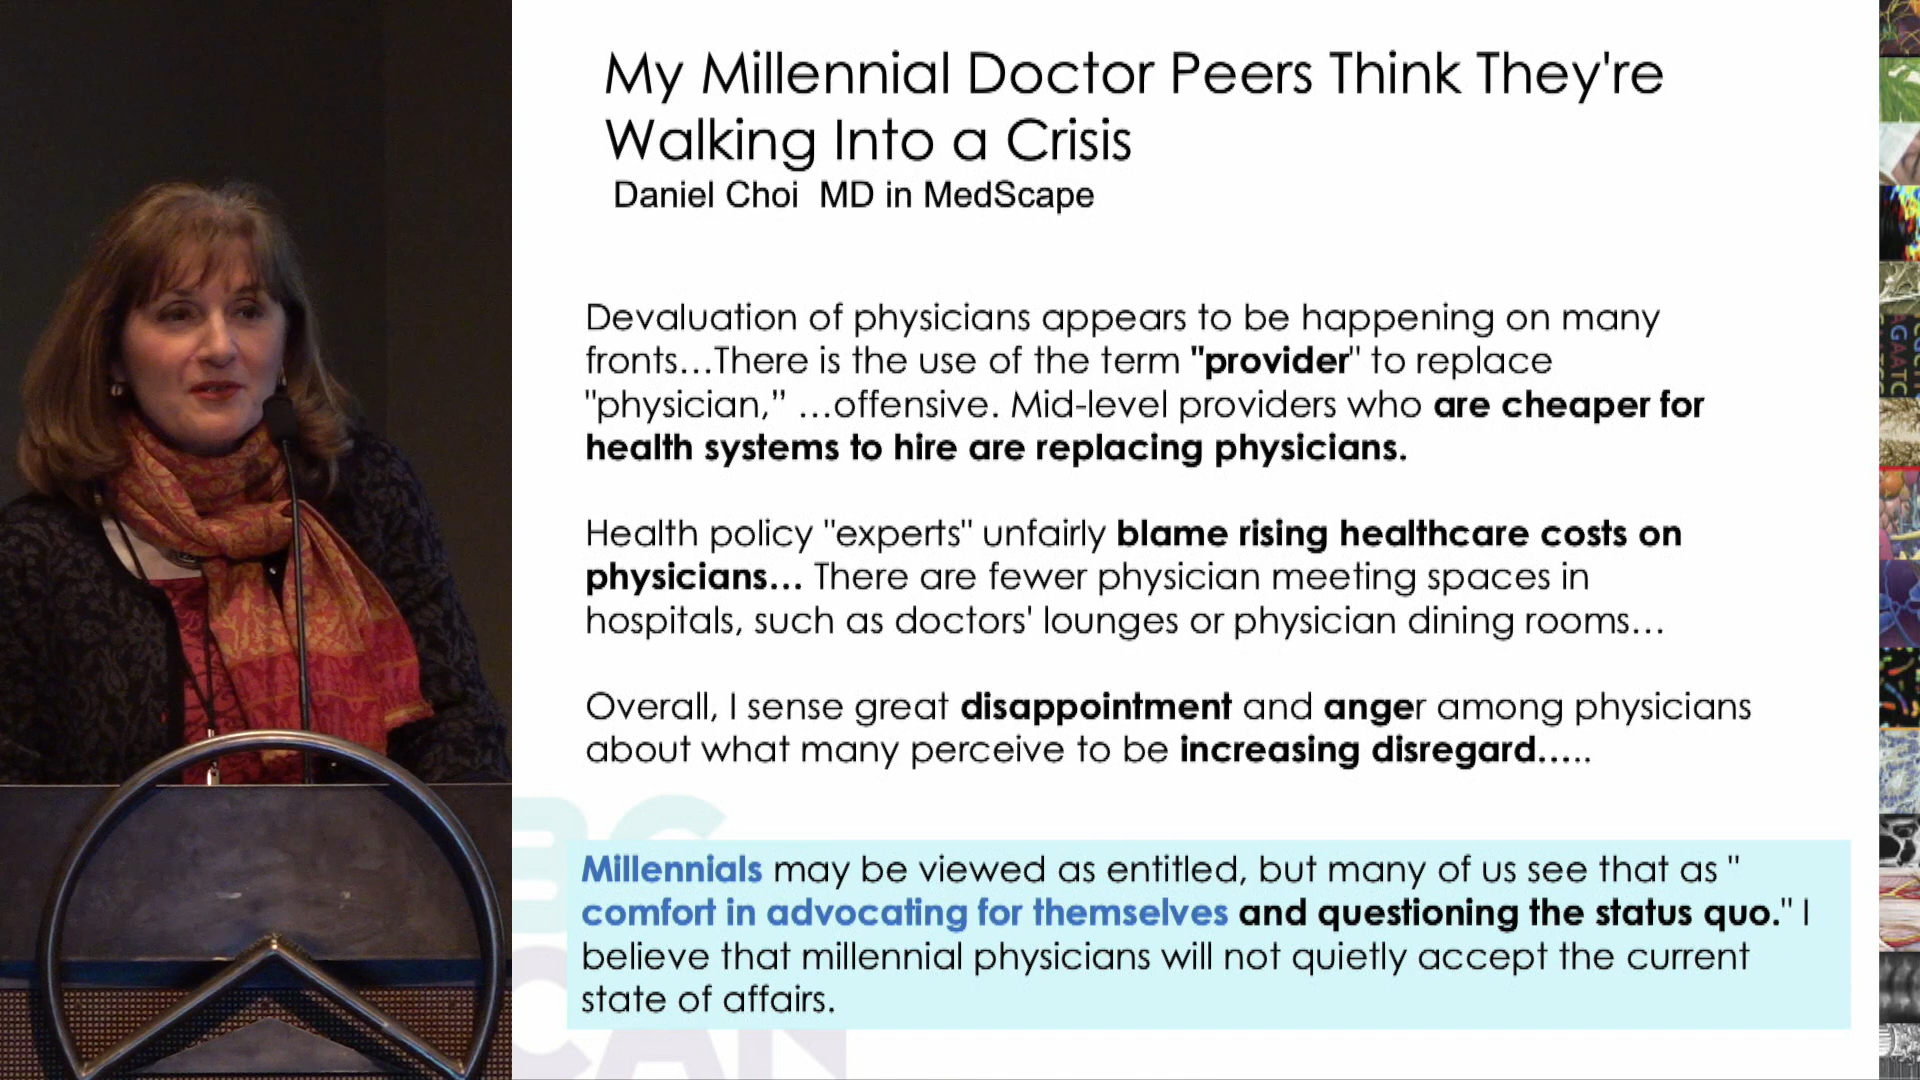 My Millennial Doctor Peers Think They're
Walking Into a Crisis
Daniel Choi  MD in MedScape
Devaluation of physicians appears to be happening on many
fronts…There is the use of the term "provider" to replace
"physician,” …offensive. Mid-level providers who are cheaper for
health systems to hire are replacing physicians.
Health policy "experts" unfairly blame rising healthcare costs on
physicians… There are fewer physician meeting spaces in
hospitals, such as doctors' lounges or physician dining rooms…
Overall, I sense great disappointment and anger among physicians
about what many perceive to be increasing disregard…..
Millennials may be viewed as entitled, but many of us see that as "
comfort in advocating for themselves and questioning the status quo." I
believe that millennial physicians will not quietly accept the current
state of affairs.